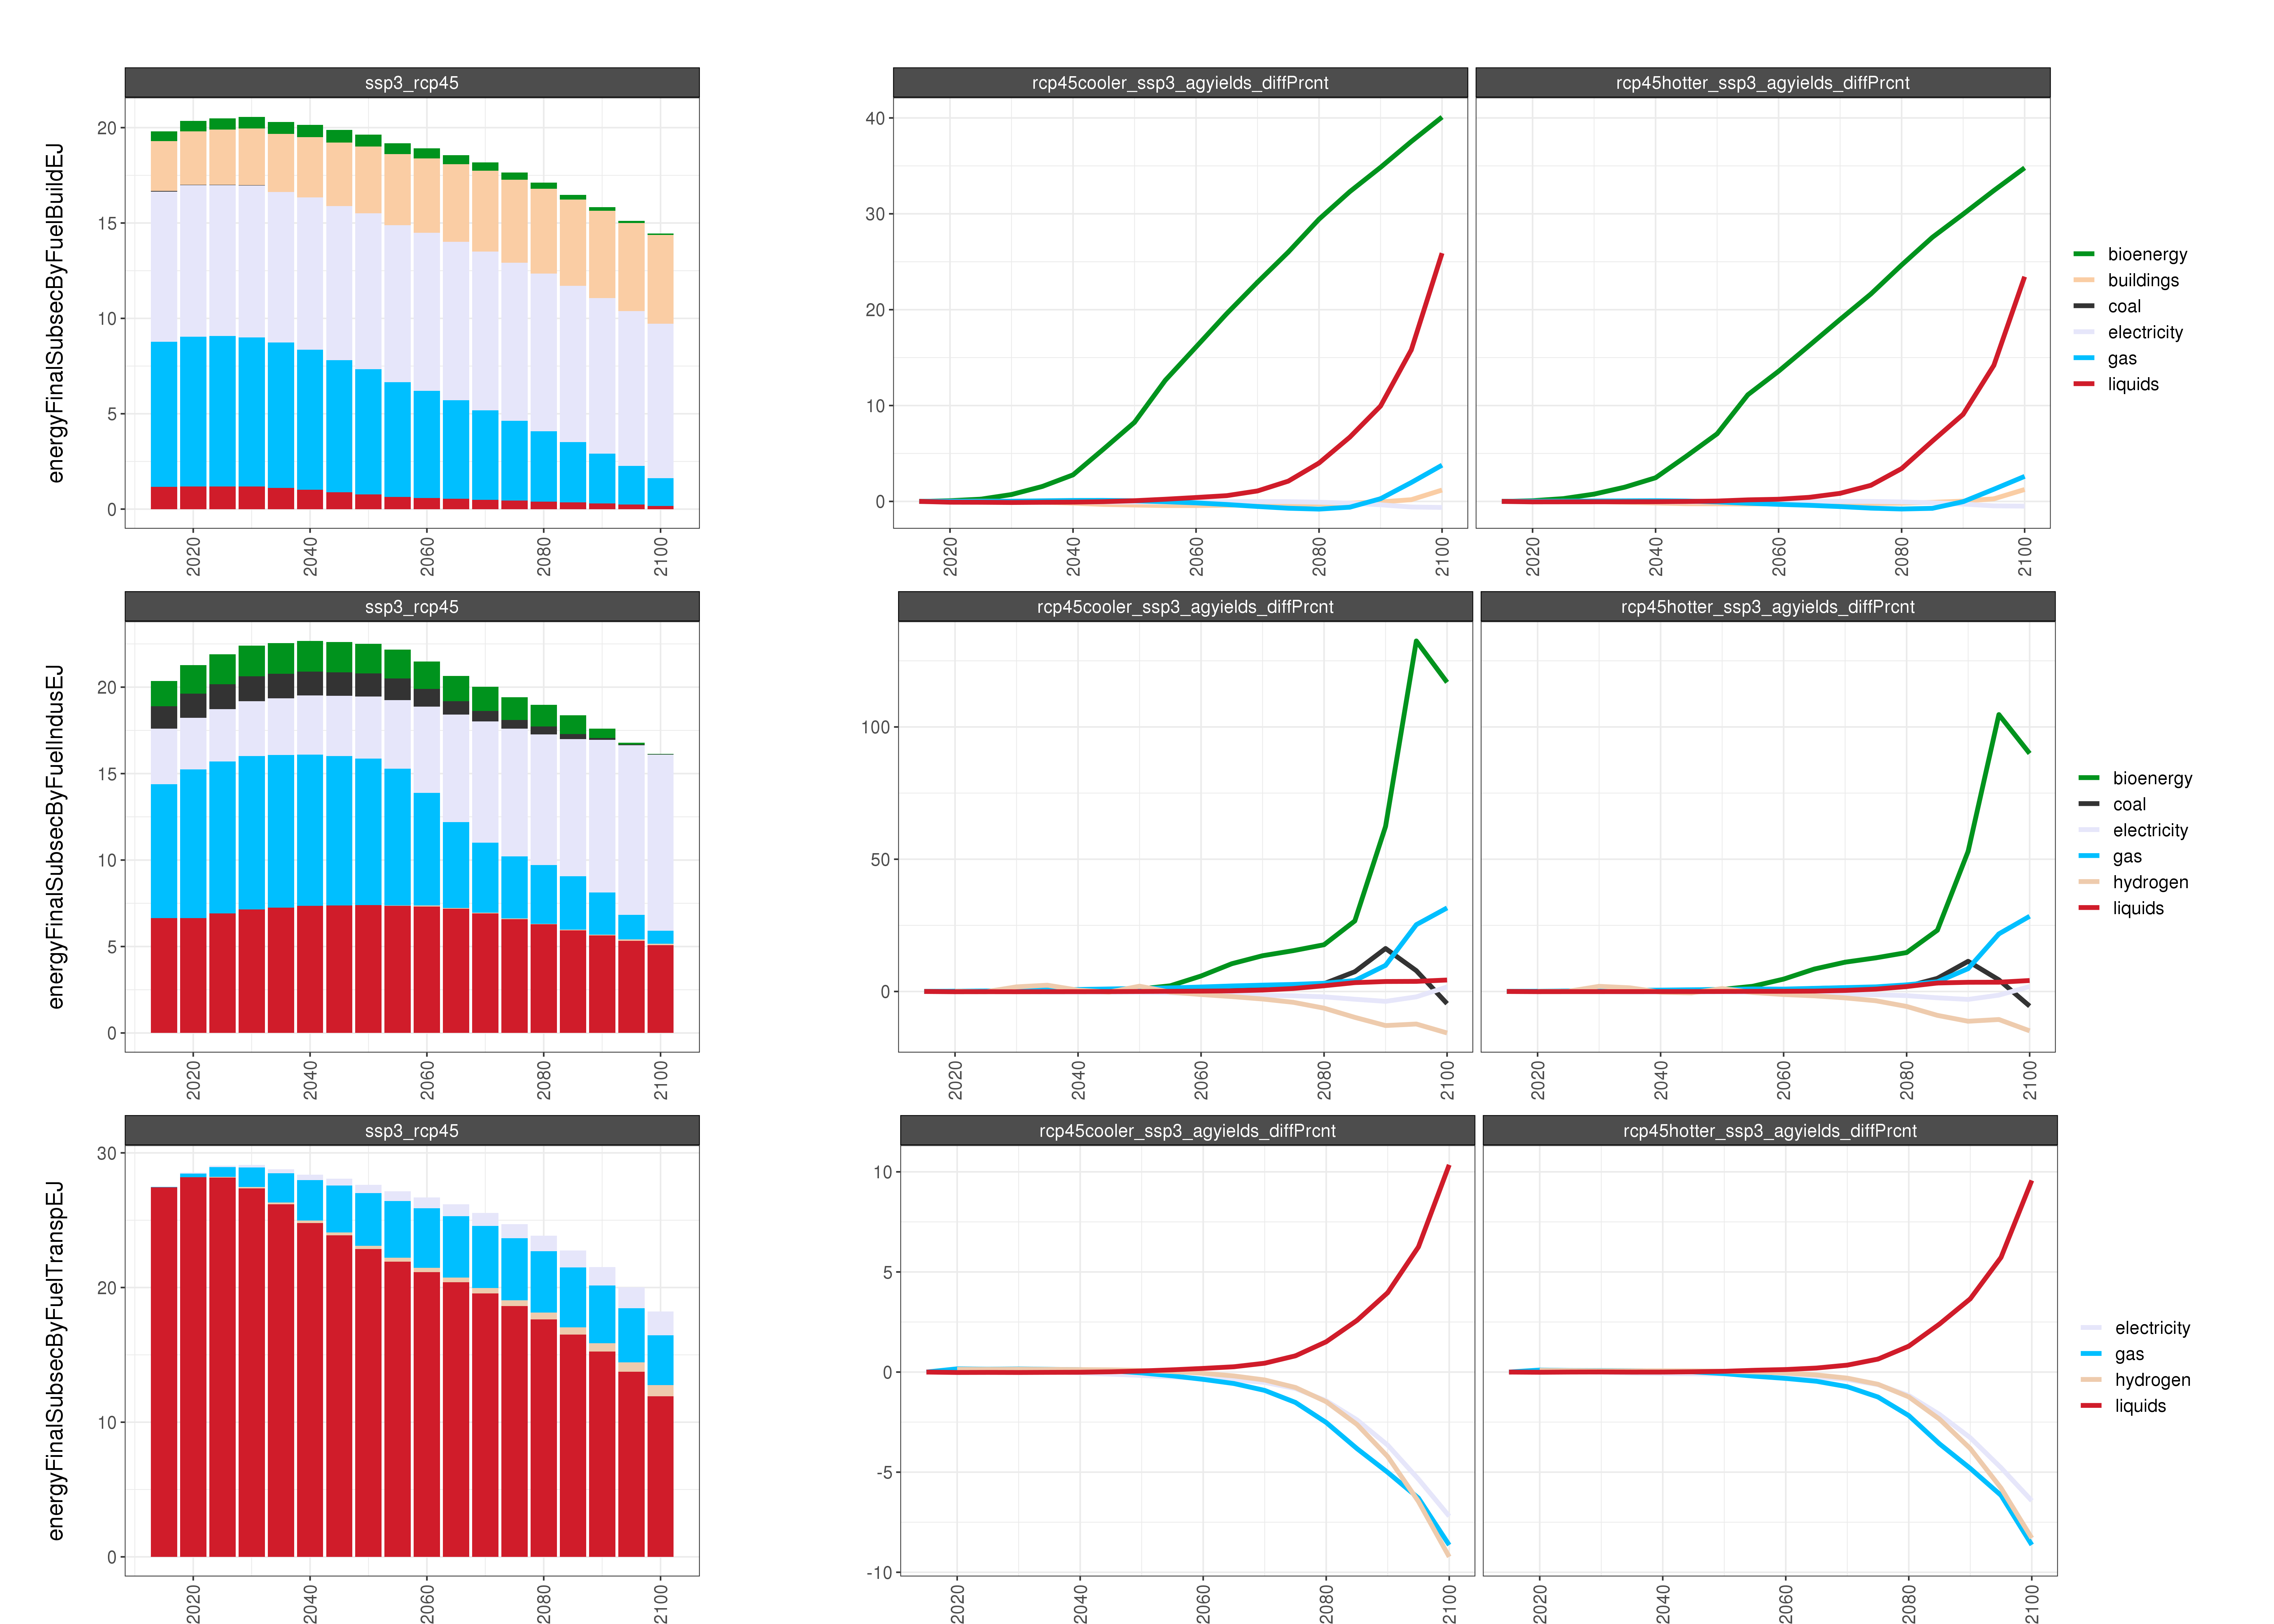 ssp3_rcp45
rcp45cooler_ssp3_agyields_diffPrcnt
rcp45hotter_ssp3_agyields_diffPrcnt
energyFinalSubsecByFuelBuildEJ
20
15
10
5
0
2020
2040
2060
2080
2100
40
30
20
10
0
2020
2040
2060
2080
2100
2020
2040
2060
2080
2100
bioenergy
buildings
coal
electricity
gas
liquids
ssp3_rcp45
rcp45cooler_ssp3_agyields_diffPrcnt
rcp45hotter_ssp3_agyields_diffPrcnt
energyFinalSubsecByFuelIndusEJ
20
15
10
5
0
2020
2040
2060
2080
2100
100
50
0
2020
2040
2060
2080
2100
2020
2040
2060
2080
2100
bioenergy
coal
electricity
gas
hydrogen
liquids
ssp3_rcp45
rcp45cooler_ssp3_agyields_diffPrcnt
rcp45hotter_ssp3_agyields_diffPrcnt
energyFinalSubsecByFuelTranspEJ
30
20
10
0
2020
2040
2060
2080
2100
10
5
0
-5
-10
2020
2040
2060
2080
2100
2020
2040
2060
2080
2100
electricity
gas
hydrogen
liquids